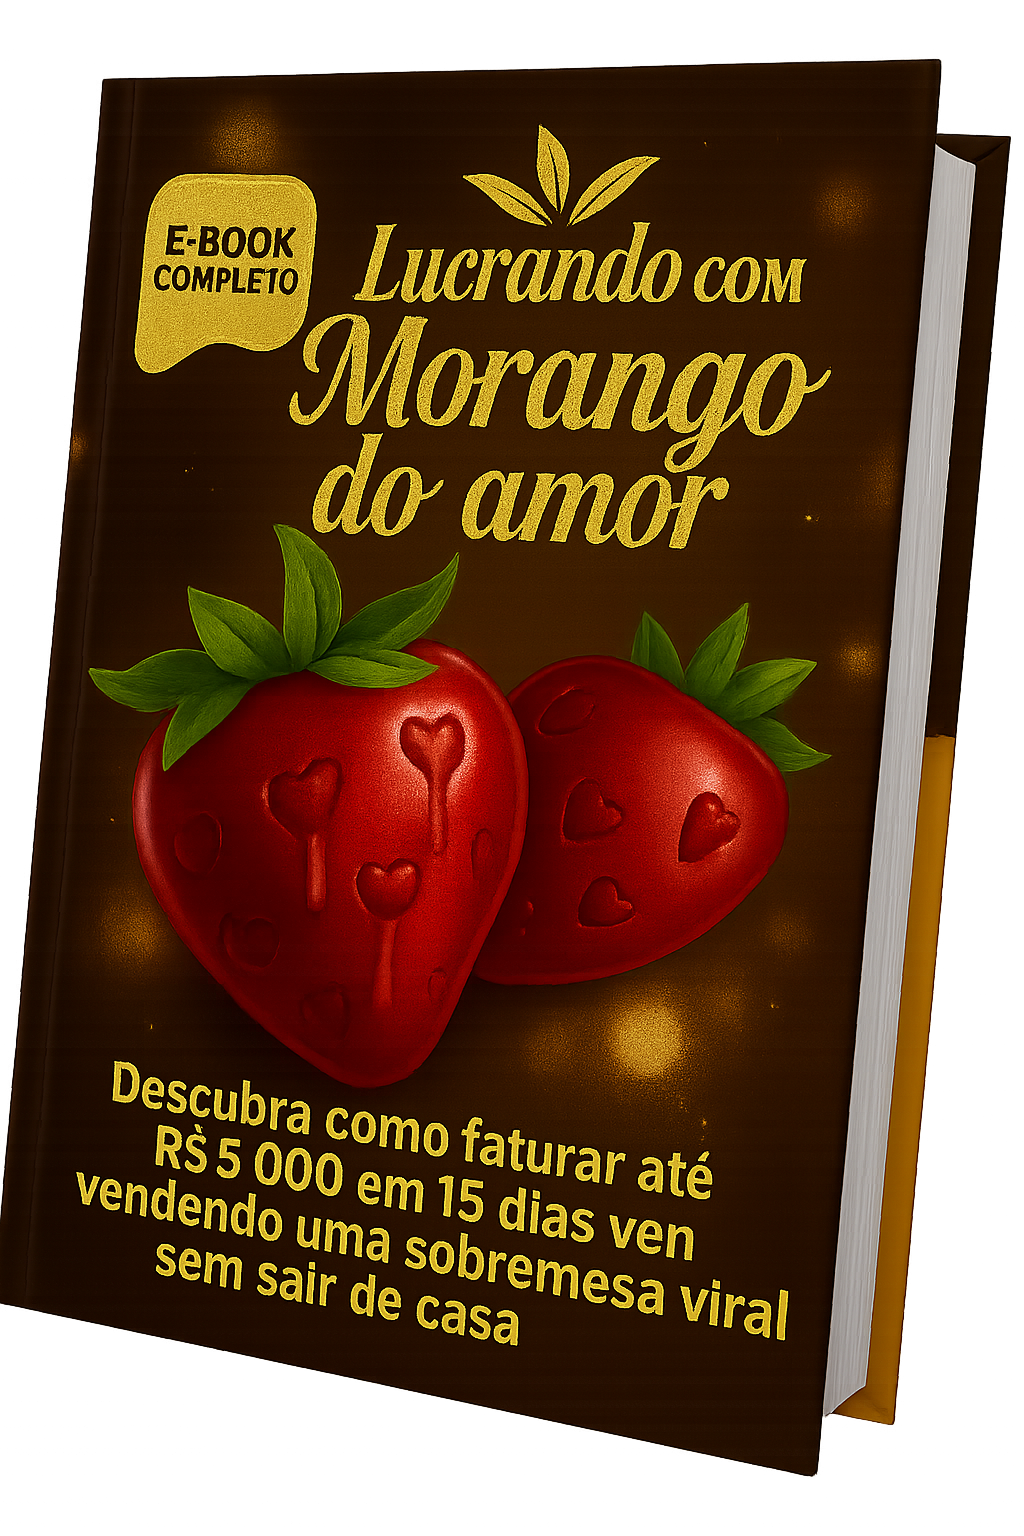 E-BOOK
COMPLETO
Lucrando com
Morango
do amor
Descubra como faturar até
RS̀ 5 000 em 15 dias ven
vendendo uma sobremesa viral
sem sair de casa